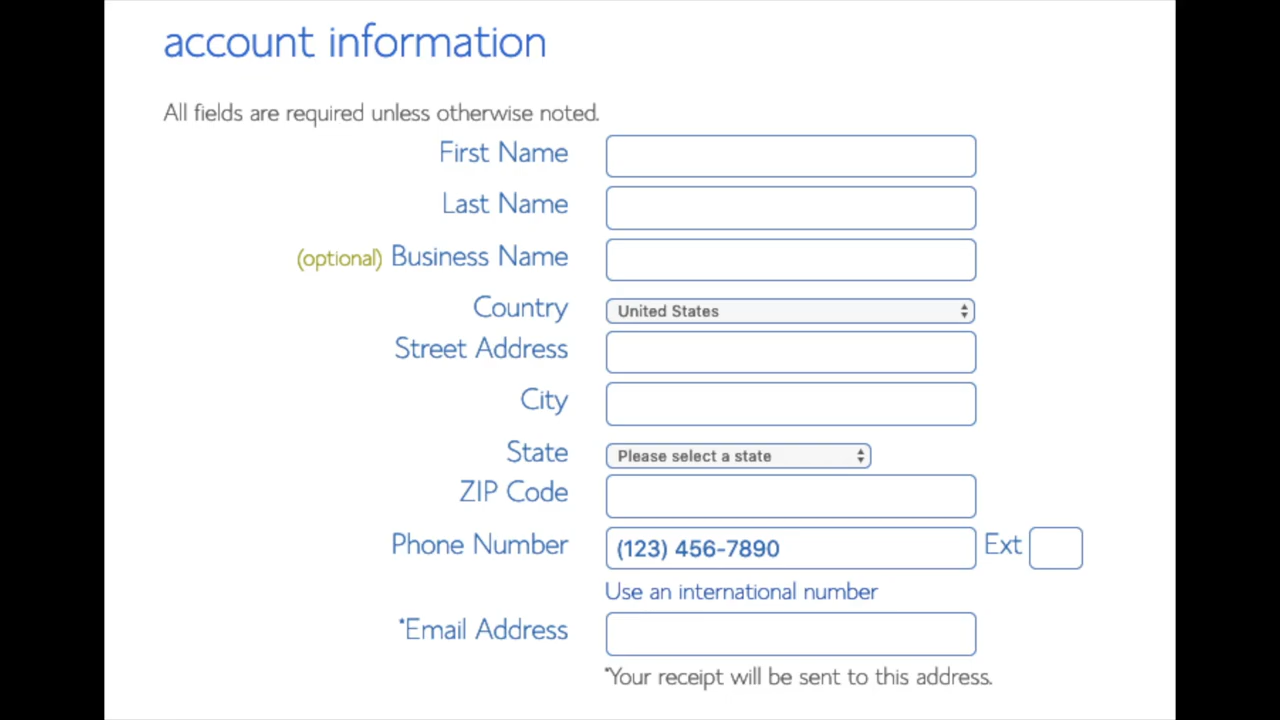 account information
All fields are required unless otherwise noted.
First Name
Last Name
(optional) Business Name
Country United States
Street Address
City
State Please select a state
ZIP Code
Phone Number (123) 456-7890 Ext
Use an international number
*Email Address
*Your receipt will be sent to this address.